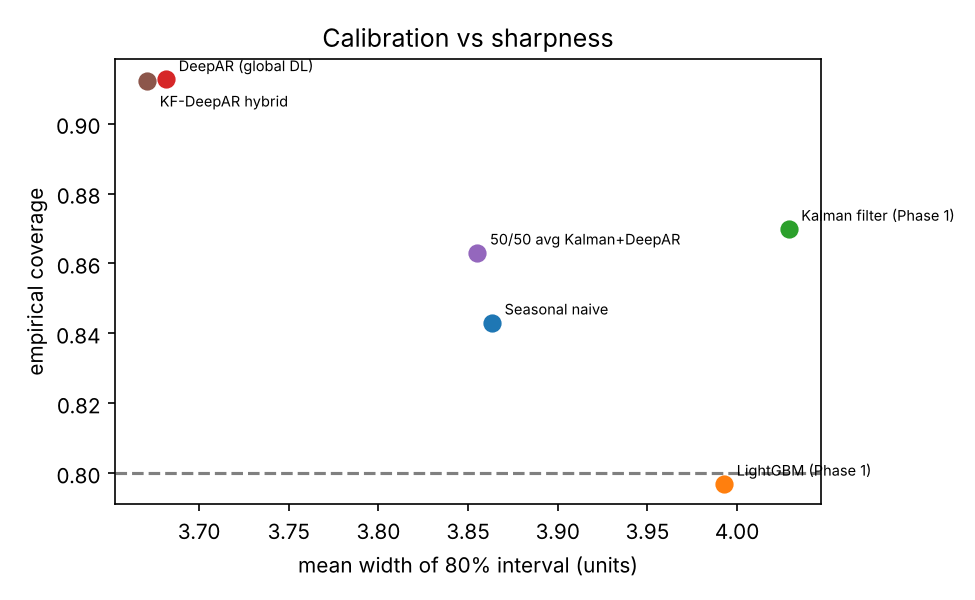 Calibration vs sharpness
DeepAR (global DL)
KF-DeepAR hybrid
0.90
0.88
Kalman filter (Phase 1)
50/50 avg Kalman+DeepAR
0.86
Seasonal naive
0.84
0.82
LightGBM (Phase 1)
0.80
empirical coverage
3.70 3.75 3.80 3.85 3.90 3.95 4.00
mean width of 80% interval (units)